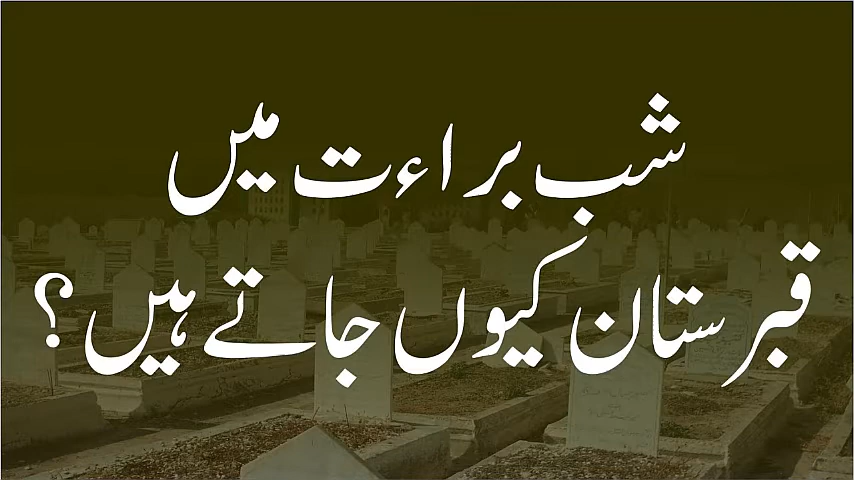 شب براءت میں
قبرستان کیوں جاتے ہیں؟